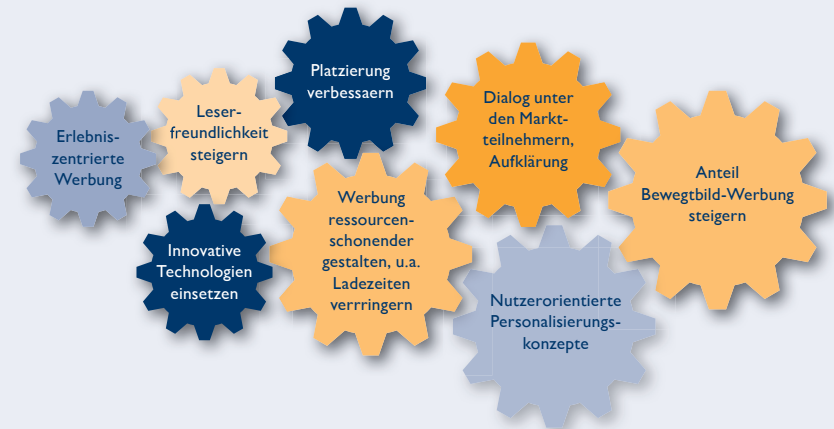 Erlebnis-
zentrierte
Werbung
Leser-
freundlichkeit
steigern
Platzierung
verbessaern
Innovative
Technologien
einsetzen
Werbung
ressourcen-
schonender
gestalten, u.a.
Ladezeiten
verrringern
Dialog unter
den Markt-
teilnehmern,
Aufklärung
Nutzerorientierte
Personalisierungs-
konzepte
Anteil
Bewegtbild-Werbung
steigern